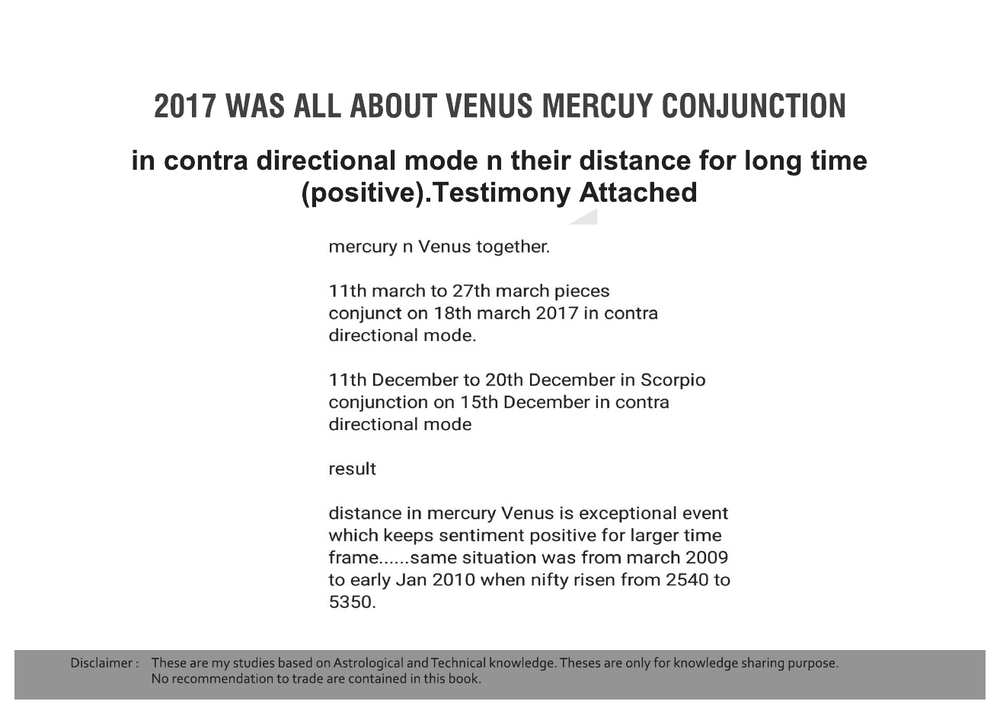 2017 WAS ALL ABOUT VENUS MERCUY CONJUNCTION
in contra directional mode n their distance for long time
(positive).Testimony Attached
mercury n Venus together.
11th march to 27th march pieces
conjunct on 18th march 2017 in contra
directional mode.
11th December to 20th December in Scorpio
conjunction on 15th December in contra
directional mode
result
distance in mercury Venus is exceptional event
which keeps sentiment positive for larger time
frame......same situation was from march 2009
to early Jan 2010 when nifty risen from 2540 to
5350.
Disclaimer : These are my studies based on Astrological and Technical knowledge. Theses are only for knowledge sharing purpose.
No recommendation to trade are contained in this book.